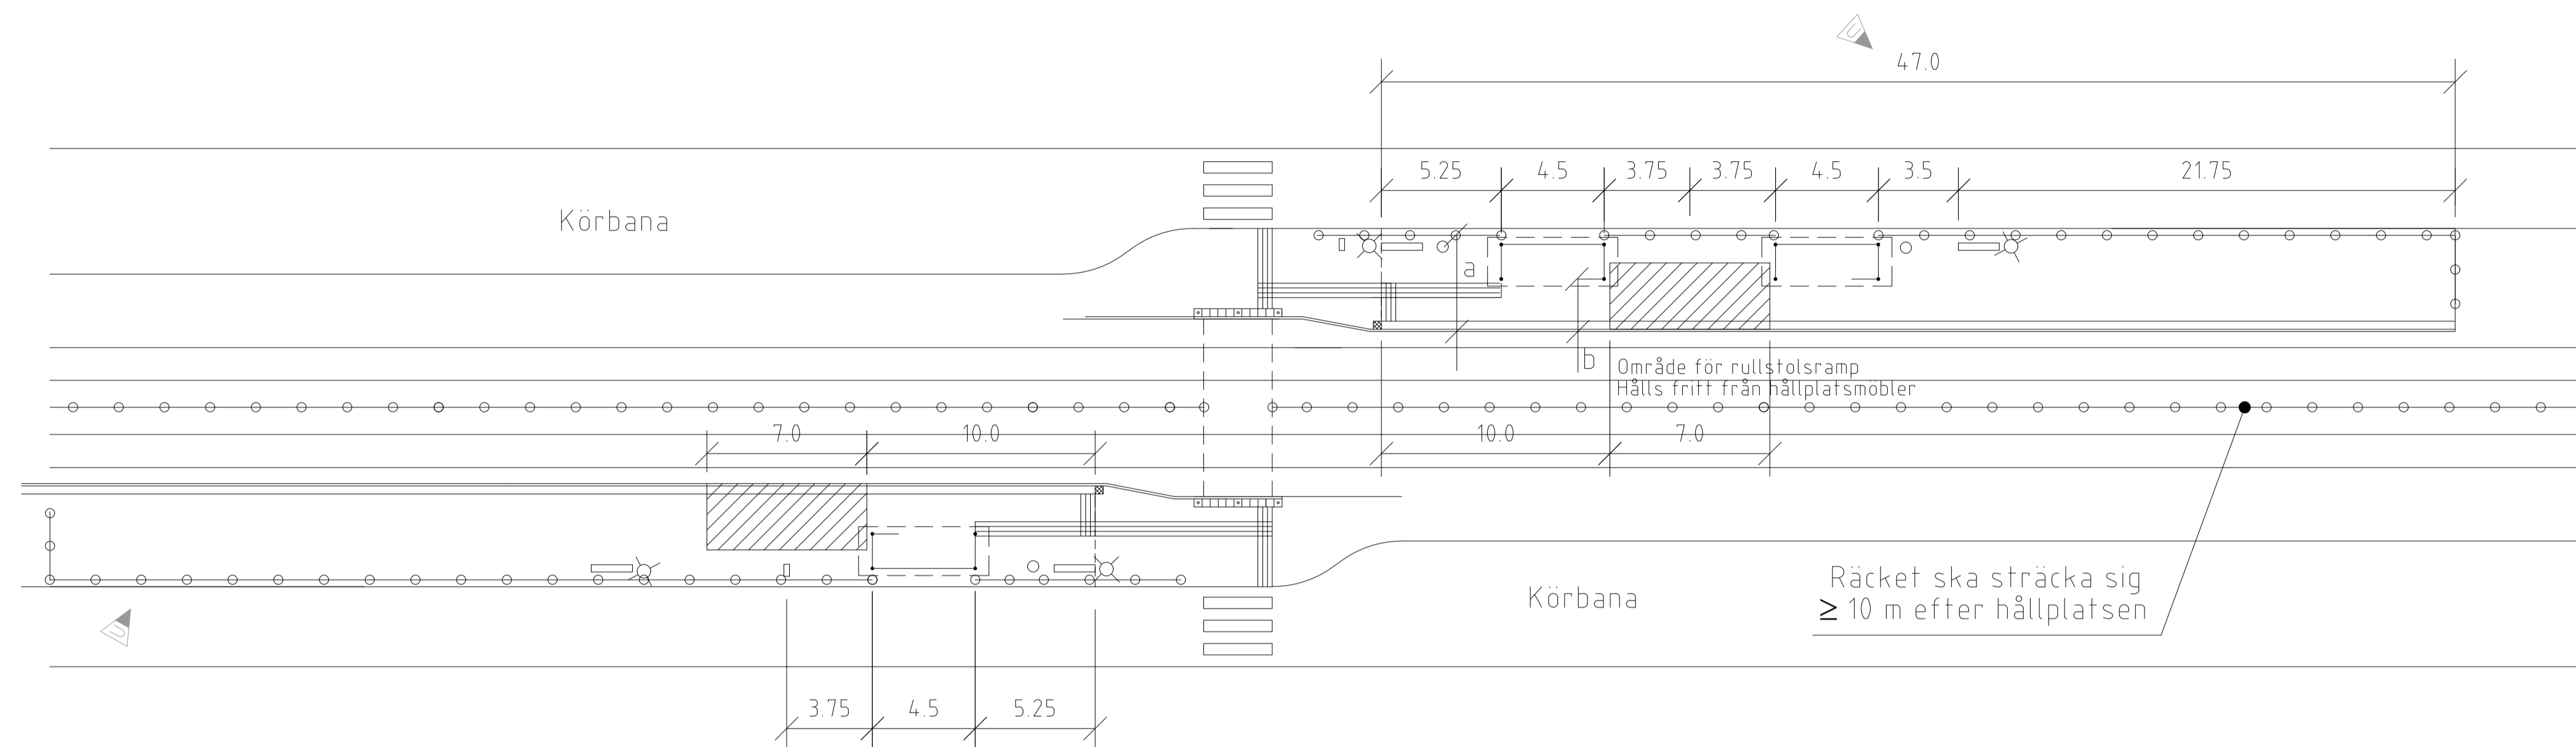 47.0
5.25 4.5 3.75 3.75 4.5 3.5 21.75
Körbana
a
b
Område för rullstolsramp
Hålls fritt från hållplatsmöbler
7.0 10.0 10.0 7.0
Räcket ska sträcka sig
≥ 10 m efter hållplatsen
Körbana
3.75 4.5 5.25